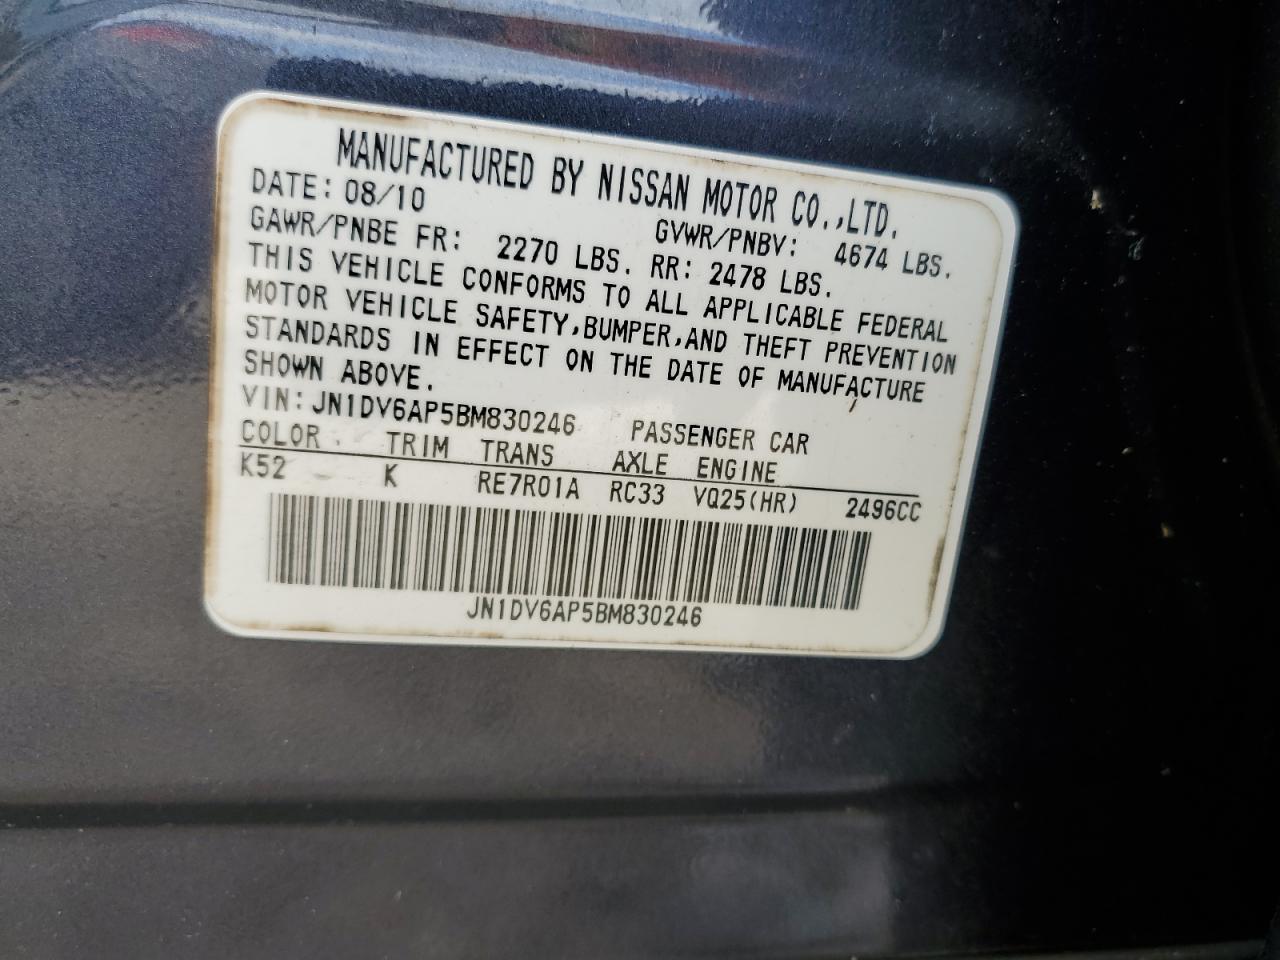 MANUFACTURED BY NISSAN MOTOR CO.,LTD.
DATE: 08/10 GVWR/PNBV: 4674 LBS.
GAWR/PNBE FR: 2270 LBS. RR: 2478 LBS.
THIS VEHICLE CONFORMS TO ALL APPLICABLE FEDERAL
MOTOR VEHICLE SAFETY,BUMPER,AND THEFT PREVENTION
STANDARDS IN EFFECT ON THE DATE OF MANUFACTURE
SHOWN ABOVE.
VIN: JN1DV6AP5BM830246 PASSENGER CAR
COLOR TRIM TRANS AXLE ENGINE
K52 K RE7R01A RC33 VQ25(HR) 2496CC
JN1DV6AP5BM830246